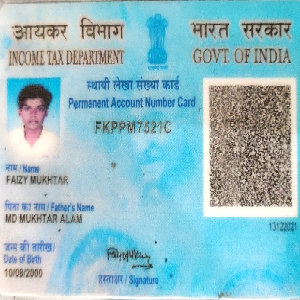 आयकर विभाग
INCOME TAX DEPARTMENT
भारत सरकार
GOVT. OF INDIA
स्थायी लेखा संख्या कार्ड
Permanent Account Number Card
FKPPM7521C
नाम / Name
FAIZY MUKHTAR
पिता का नाम / Father's Name
MD MUKHTAR ALAM
जन्म की तारीख /
Date of Birth
10/08/2000
हस्ताक्षर / Signature
13122021